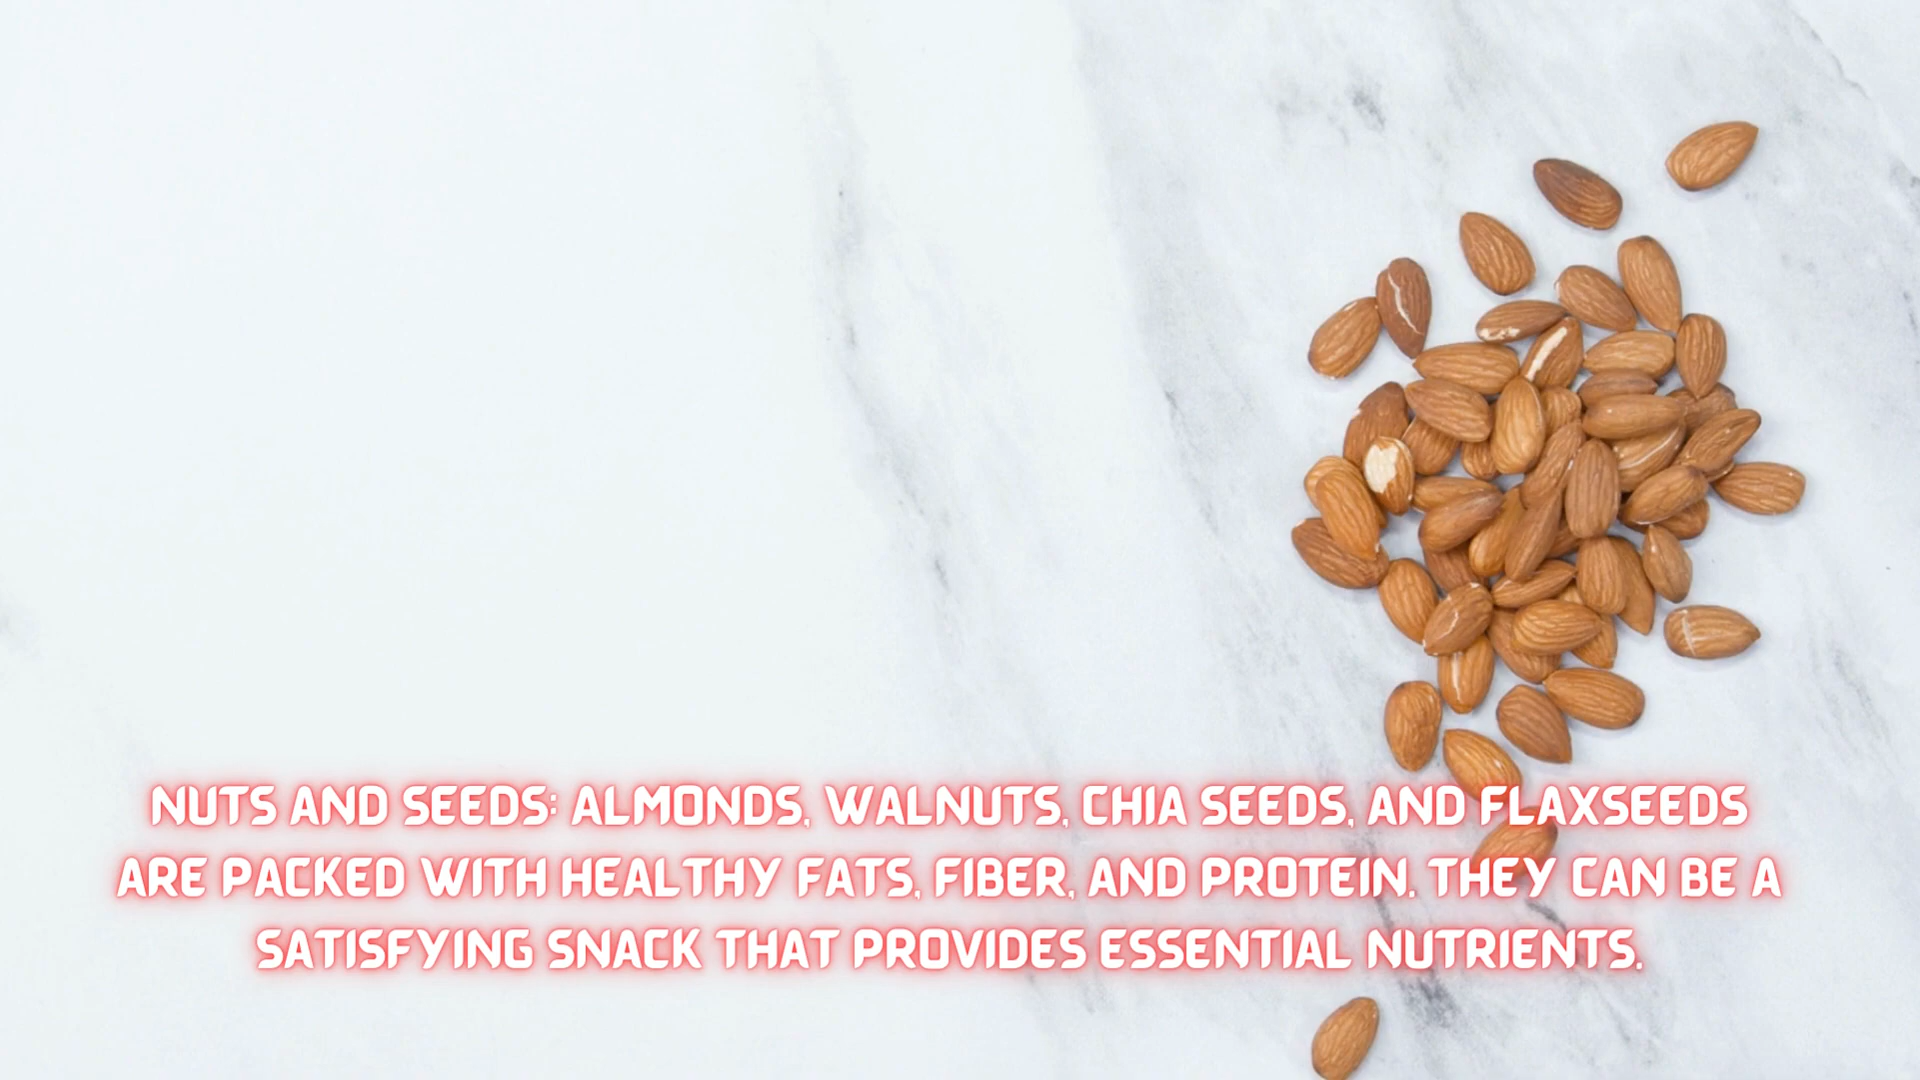 NUTS AND SEEDS: ALMONDS, WALNUTS, CHIA SEEDS, AND FLAXSEEDS
ARE PACKED WITH HEALTHY FATS, FIBER, AND PROTEIN. THEY CAN BE A
SATISFYING SNACK THAT PROVIDES ESSENTIAL NUTRIENTS.